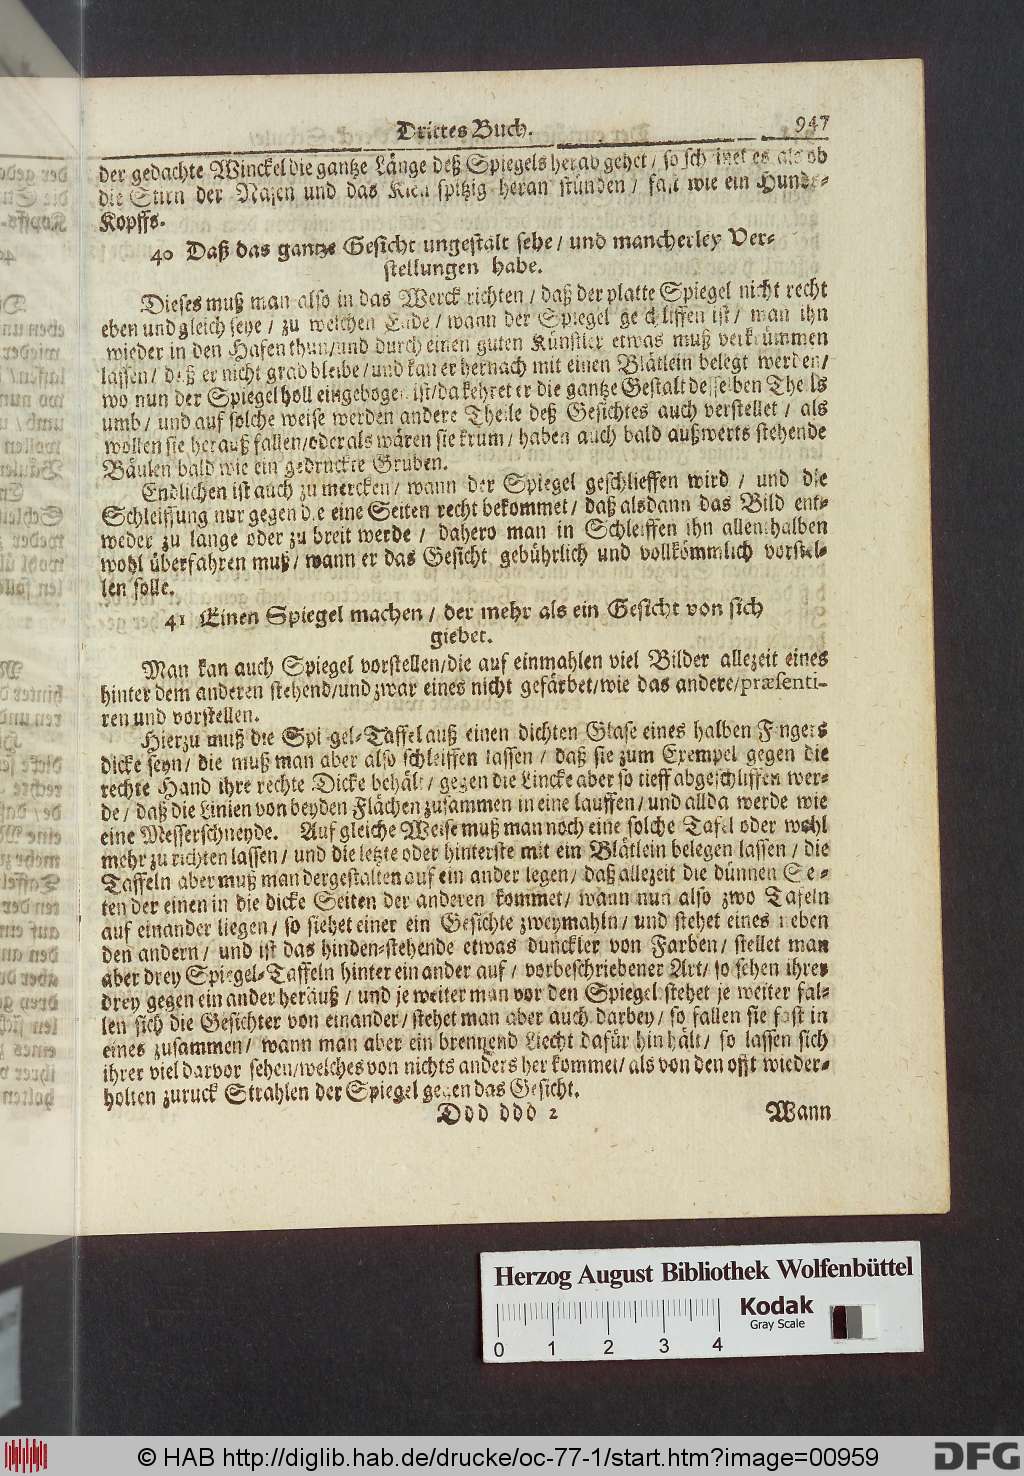 Drittes Buch. 947
der gedachte Winckel die gantze Länge deß Spiegels herab gehet / so scheinet es als ob
die Stirn der Nasen und das Kien spitzig heran stünden / fast wie ein Hunds-
Kopffs.
40 Daß das gantze Gesicht ungestalt sehe / und mancherley Ver-
stellungen habe.
Dieses muß man also in das Werck richten / daß der platte Spiegel nicht recht
eben und gleich seye / zu welchen Ende / wann der Spiegel geschliffen ist / man ihn
wieder in den Hafen thun / und durch einen guten Künstler etwas muß verkrümmen
lassen / daß er nicht grad bleibe / und kan er hernach mit einen Blätlein belegt werden /
wo nun der Spiegel holl eingebogen ist / da kehret er die gantze Gestalt desselben Theils
umb / und auf solche weise werden andere Theile deß Gesichtes auch verstellet / als
wollen sie herauß fallen / oder als wären sie krum / haben auch bald außwerts stehende
Bäulen bald wie ein gedruckte Gruben.
Endlichen ist auch zu mercken / wann der Spiegel geschlieffen wird / und die
Schleiffung nur gegen die eine Seiten recht bekommet / daß alsdann das Bild ent-
weder zu lange oder zu breit werde / dahero man in Schleiffen ihn allenthalben
wohl überfahren muß / wann er das Gesicht gebührlich und vollkömmlich vorstel-
len solle.
41 Einen Spiegel machen / der mehr als ein Gesicht von sich
giebet.
Man kan auch Spiegel vorstellen / die auf einmahlen viel Bilder allezeit eines
hinter dem anderen stehend / und zwar eines nicht gefärbet / wie das andere / præsenti-
ren und vorstellen.
Hierzu muß die Spiegel-Taffel auß einen dichten Glase eines halben Fingers
dicke seyn / die muß man aber also schleiffen lassen / daß sie zum Exempel gegen die
rechte Hand ihre rechte Dicke behält / gegen die Lincke aber so tieff abgeschliffen wer-
de / daß die Linien von beyden Flächen zusammen in eine lauffen / und allda werde wie
eine Messerschneyde. Auf gleiche Weise muß man noch eine solche Tafel oder wohl
mehr zu richten lassen / und die letzte oder hinterste mit ein Blätlein belegen lassen / die
Taffeln aber muß man dergestalten auf ein ander legen / daß allezeit die dünnen Sei-
ten der einen in die dicke Seiten der anderen kommet / wann nun also zwo Tafeln
auf einander liegen / so siehet einer ein Gesichte zweymahln / und stehet eines neben
den andern / und ist das hinden-stehende etwas dunckler von Farben / stellet man
aber drey Spiegel-Taffeln hinter ein ander auf / vorbeschriebener Art / so sehen ihrer
drey gegen ein ander herauß / und je weiter man vor den Spiegel stehet je weiter fal-
len sich die Gesichter von einander / stehet man aber auch darbey / so fallen sie fast in
eines zusammen / wann man aber ein brennend Liecht dafür hin hält / so lassen sich
ihrer viel darvor sehen / welches von nichts anders her kommet / als von den offt wieder-
holten zuruck Strahlen der Spiegel gegen das Gesicht.
Ddd ddd 2 Wann
Herzog August Bibliothek Wolfenbüttel
Kodak
Gray Scale
0 1 2 3 4
© HAB http://diglib.hab.de/drucke/oc-77-1/start.htm?image=00959
DFG